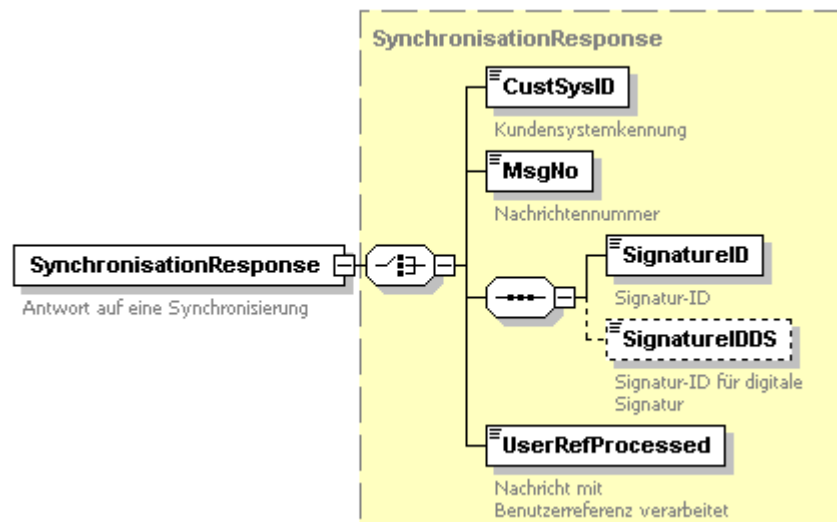 SynchronisationResponse
CustSysID
Kundensystemkennung
MsgNo
Nachrichtennummer
SynchronisationResponse
Antwort auf eine Synchronisierung
SignatureID
Signatur-ID
SignatureIDDS
Signatur-ID für digitale
Signatur
UserRefProcessed
Nachricht mit
Benutzerreferenz verarbeitet